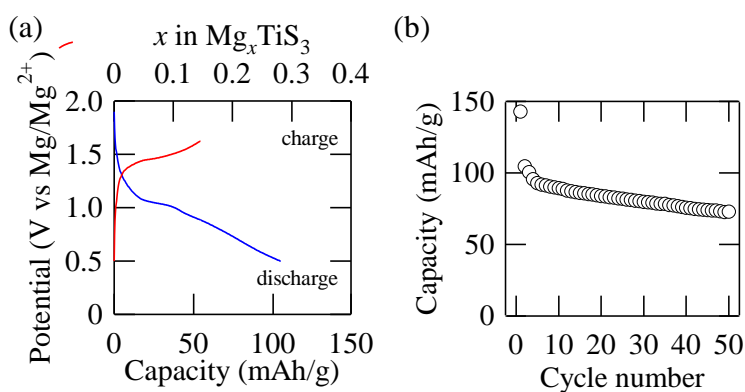 (a)
x in MgₓTiS₃
0 0.1 0.2 0.3 0.4
Potential (V vs Mg/Mg²⁺)
2.0
1.5
1.0
0.5
0
charge
discharge
0 50 100 150
Capacity (mAh/g)
(b)
Capacity (mAh/g)
150
100
50
0
0 10 20 30 40 50
Cycle number